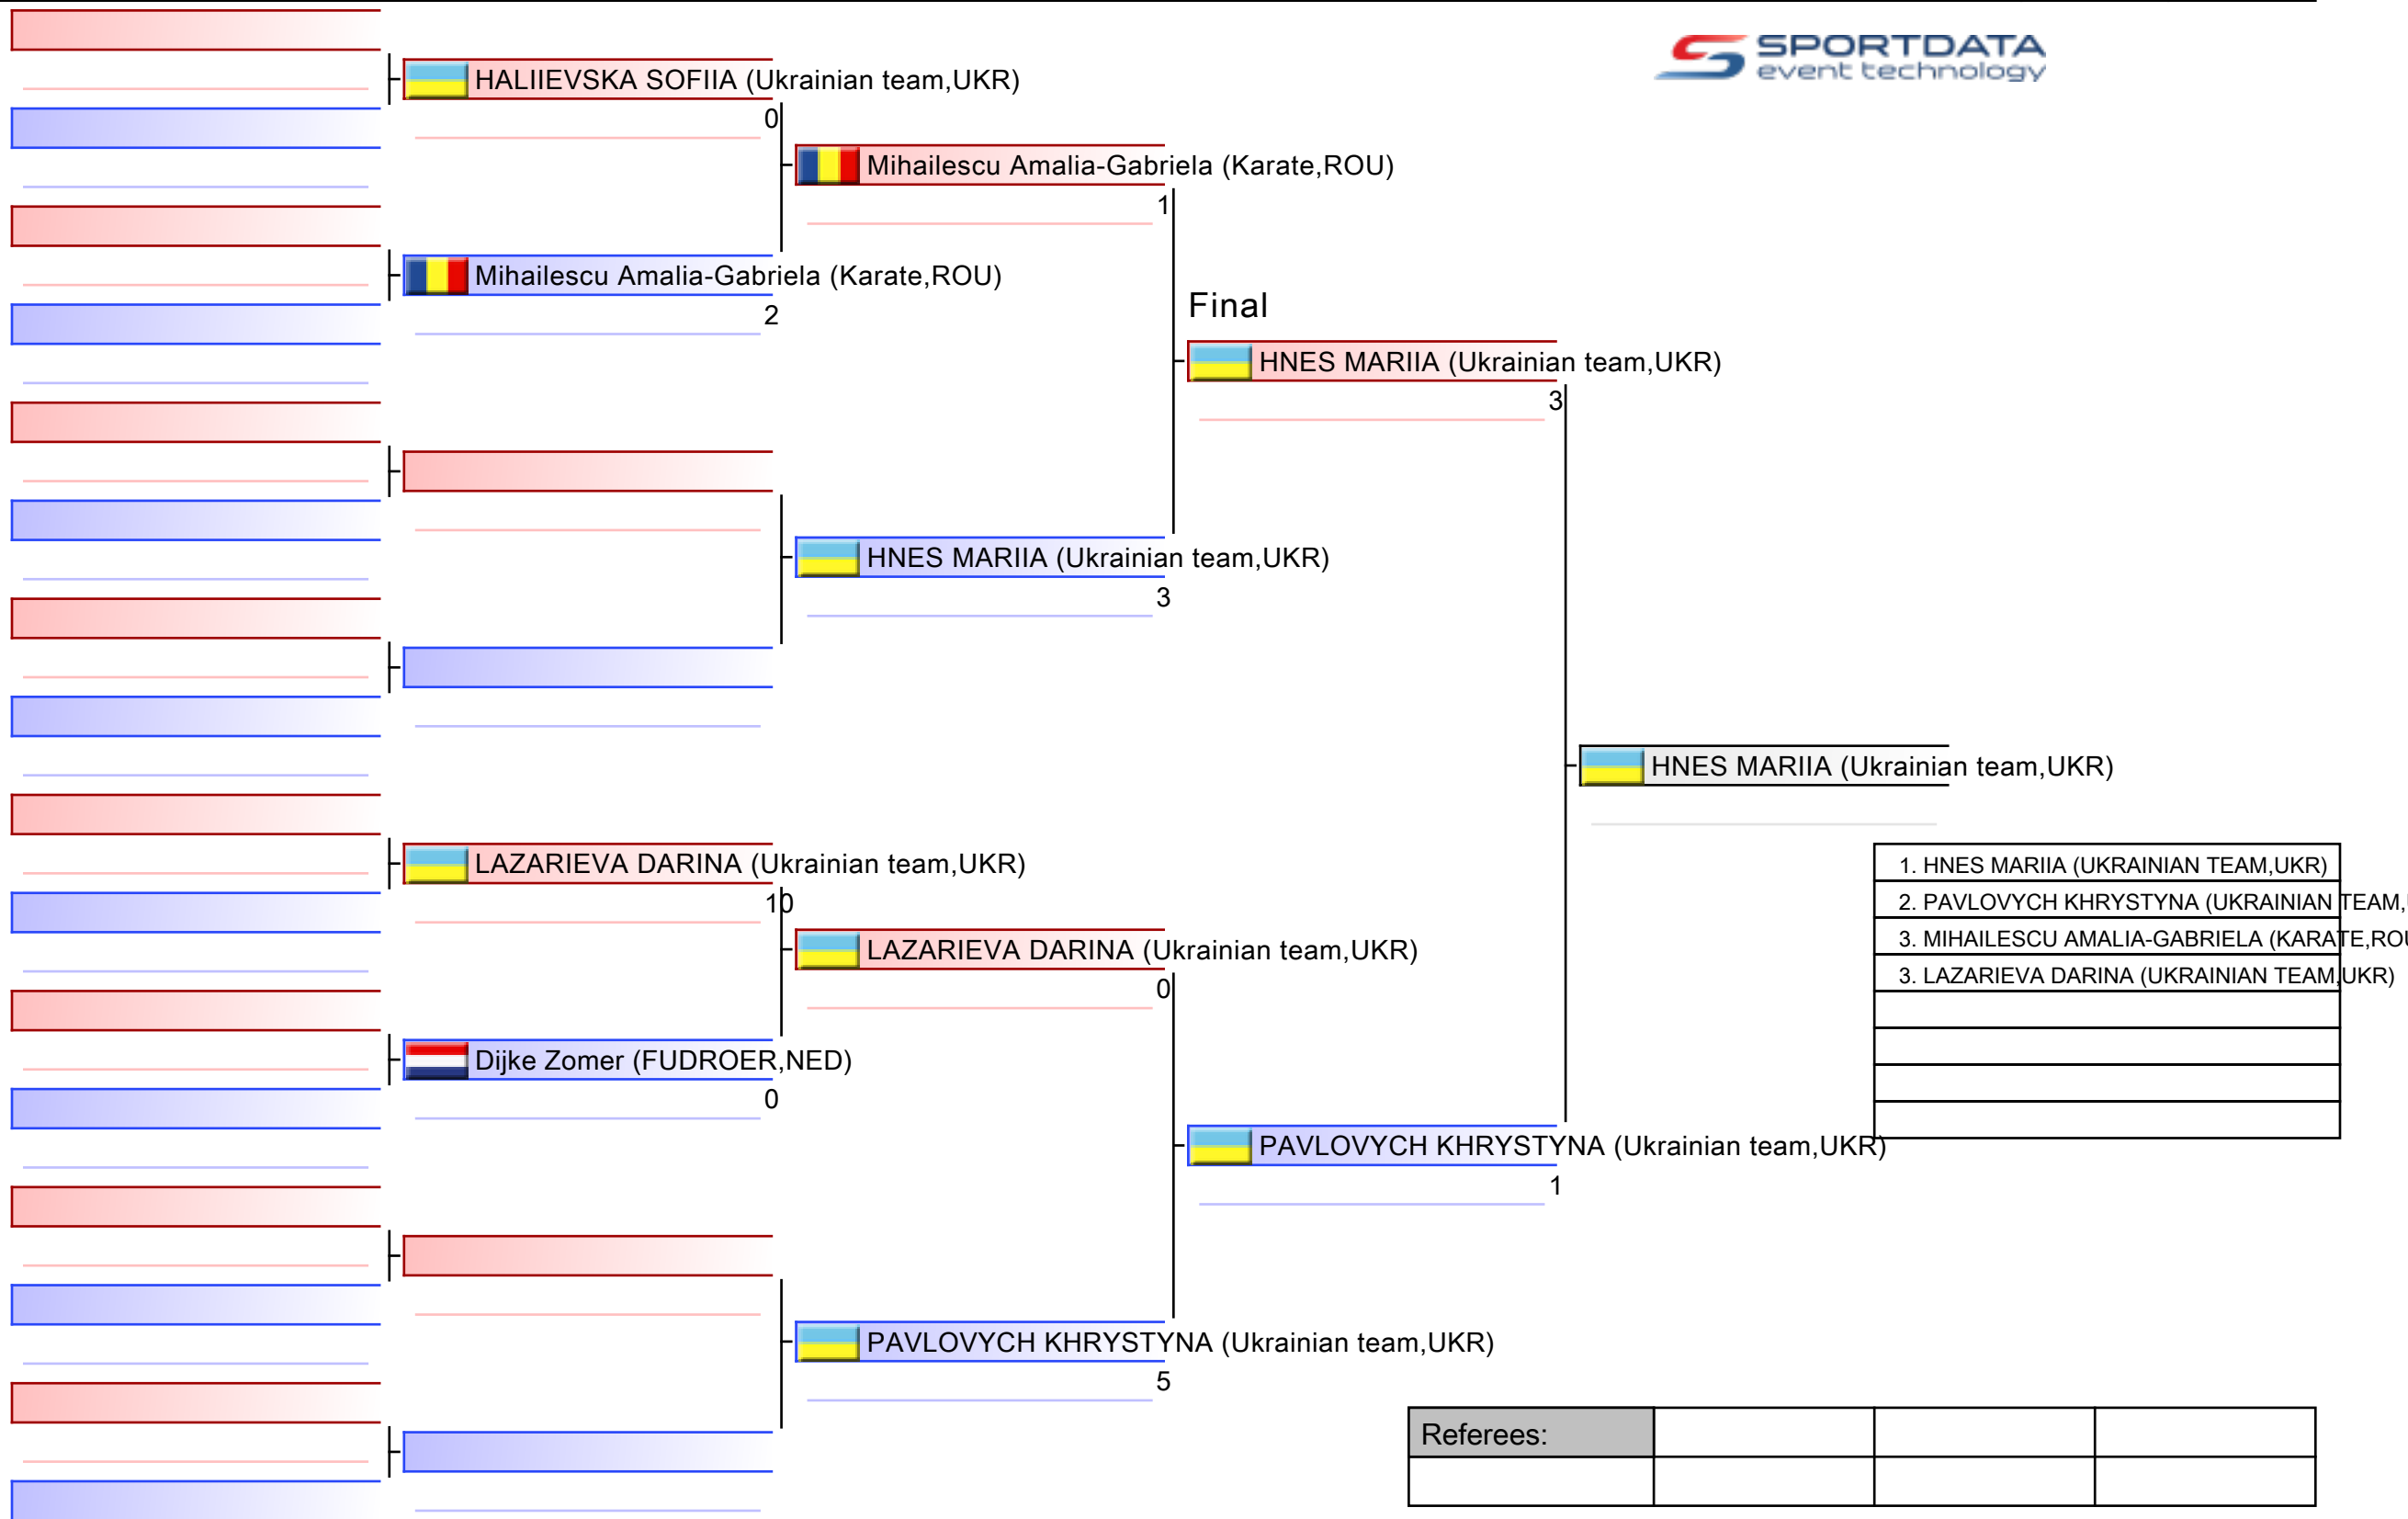 SPORTDATA
event technology
HALIIEVSKA SOFIIA (Ukrainian team,UKR)
0
Mihailescu Amalia-Gabriela (Karate,ROU)
1
Mihailescu Amalia-Gabriela (Karate,ROU)
2
Final
HNES MARIIA (Ukrainian team,UKR)
3
HNES MARIIA (Ukrainian team,UKR)
3
HNES MARIIA (Ukrainian team,UKR)
LAZARIEVA DARINA (Ukrainian team,UKR)
10
LAZARIEVA DARINA (Ukrainian team,UKR)
0
Dijke Zomer (FUDROER,NED)
0
1. HNES MARIIA (UKRAINIAN TEAM,UKR)
2. PAVLOVYCH KHRYSTYNA (UKRAINIAN TEAM,
3. MIHAILESCU AMALIA-GABRIELA (KARATE,ROU
3. LAZARIEVA DARINA (UKRAINIAN TEAM,UKR)
PAVLOVYCH KHRYSTYNA (Ukrainian team,UKR)
1
PAVLOVYCH KHRYSTYNA (Ukrainian team,UKR)
5
Referees: